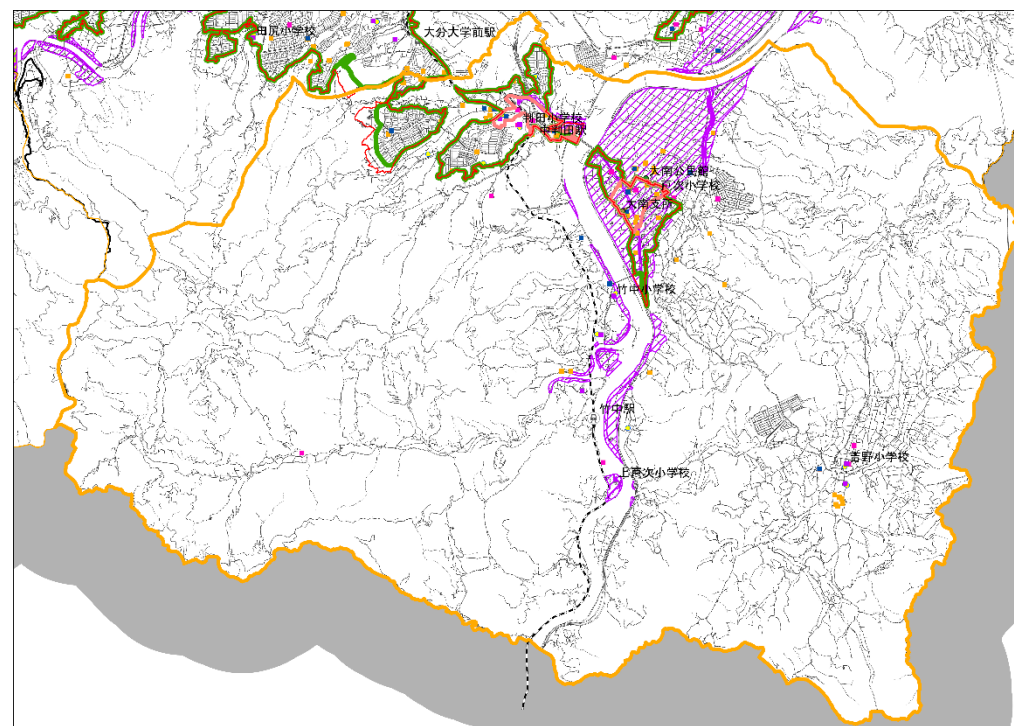 田尻小学校
大分大学前駅
判田小学校
中判田駅
大南公民館
戸次小学校
大南支所
竹中小学校
竹中駅
吉野小学校
上戸次小学校